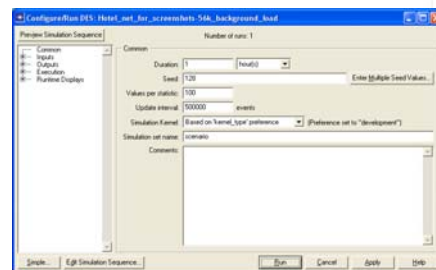 Configure/Run DES: Hotel_net_for_screenshots-56k_background_load
Preview Simulation Sequence
Number of runs: 1
Common
Inputs
Outputs
Execution
Runtime Displays
Common
Duration: 1 hour(s)
Seed: 128 Enter Multiple Seed Values...
Values per statistic: 100
Update interval: 500000 events
Simulation Kernel: Based on 'kernel_type' preference (Preference set to "development")
Simulation set name: scenario
Comments:
Simple... Edit Simulation Sequence... Run Cancel Apply Help